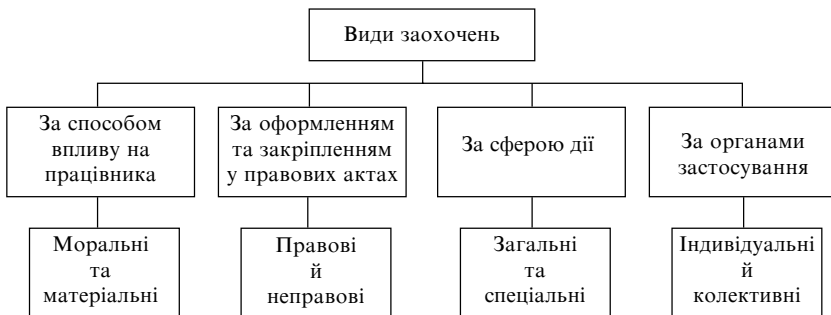 Види заохочень
За способом
впливу на
працівника
За оформленням
та закріпленням
у правових актах
За сферою дії
За органами
застосування
Моральні
та
матеріальні
Правові
й
неправові
Загальні
та
спеціальні
Індивідуальні
й
колективні